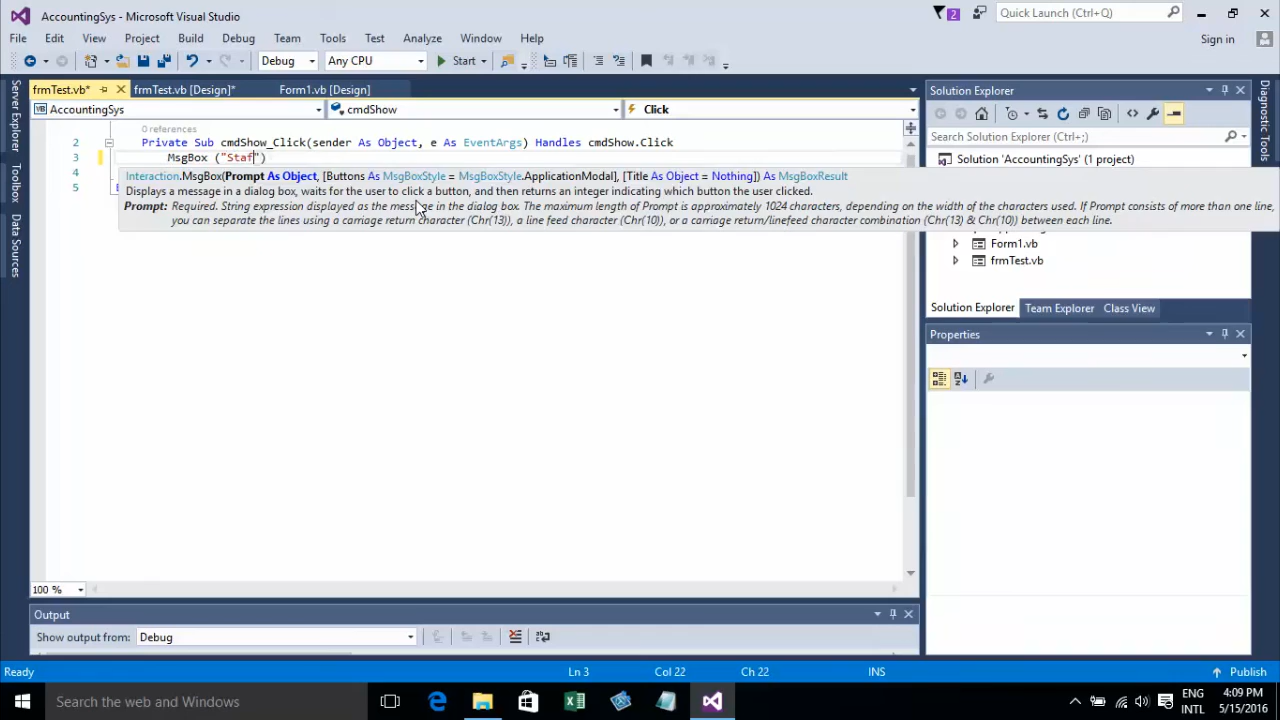 AccountingSys - Microsoft Visual Studio
2
Quick Launch (Ctrl+Q)
File Edit View Project Build Debug Team Tools Test Analyze Window Help
Sign in
Debug Any CPU Start
frmTest.vb* frmTest.vb [Design]* Form1.vb [Design]
AccountingSys cmdShow Click
0 references
2 Private Sub cmdShow_Click(sender As Object, e As EventArgs) Handles cmdShow.Click
3 MsgBox ("Staf")
4
5
Interaction.MsgBox(Prompt As Object, [Buttons As MsgBoxStyle = MsgBoxStyle.ApplicationModal], [Title As Object = Nothing]) As MsgBoxResult
Displays a message in a dialog box, waits for the user to click a button, and then returns an integer indicating which button the user clicked.
Prompt: Required. String expression displayed as the message in the dialog box. The maximum length of Prompt is approximately 1024 characters, depending on the width of the characters used. If Prompt consists of more than one line,
you can separate the lines using a carriage return character (Chr(13)), a line feed character (Chr(10)), or a carriage return/linefeed character combination (Chr(13) & Chr(10)) between each line.
100 %
Server Explorer
Toolbox
Data Sources
Solution Explorer
Search Solution Explorer (Ctrl+;)
Solution 'AccountingSys' (1 project)
Form1.vb
frmTest.vb
Solution Explorer Team Explorer Class View
Properties
Diagnostic Tools
Output
Show output from: Debug
Ready Ln 3 Col 22 Ch 22 INS Publish
Search the web and Windows
ENG
INTL
4:09 PM
5/15/2016